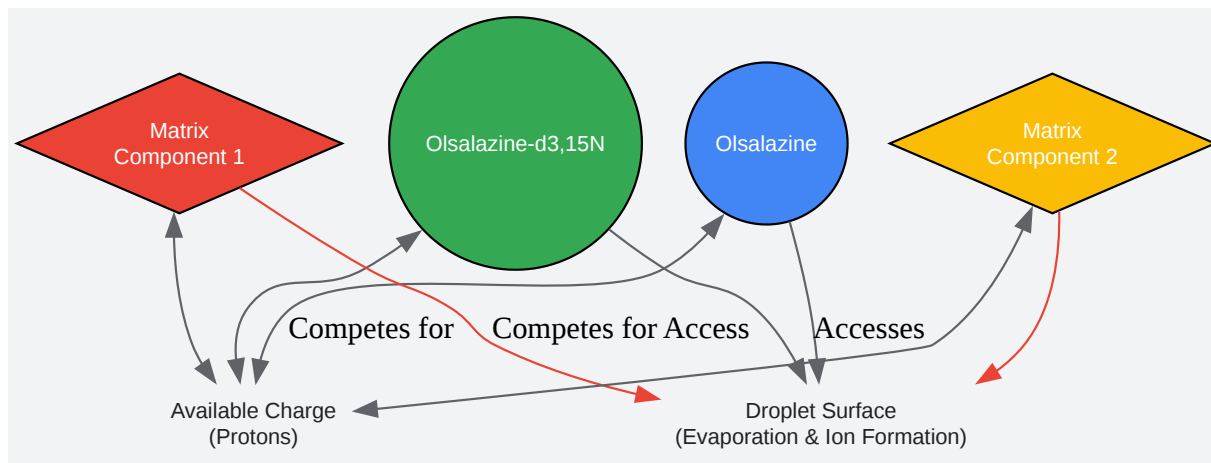 Matrix
Component 1
Olsalazine-d3,15N
Olsalazine
Matrix
Component 2
Competes for
Competes for Access
Accesses
Available Charge
(Protons)
Droplet Surface
(Evaporation & Ion Formation)